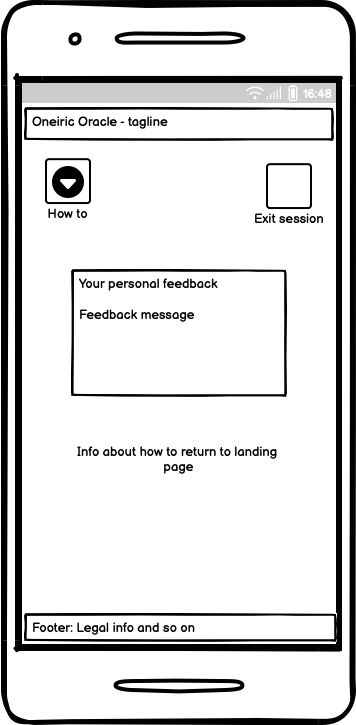 16:48
Oneiric Oracle - tagline
How to
Exit session
Your personal feedback
Feedback message
Info about how to return to landing
page
Footer: Legal info and so on